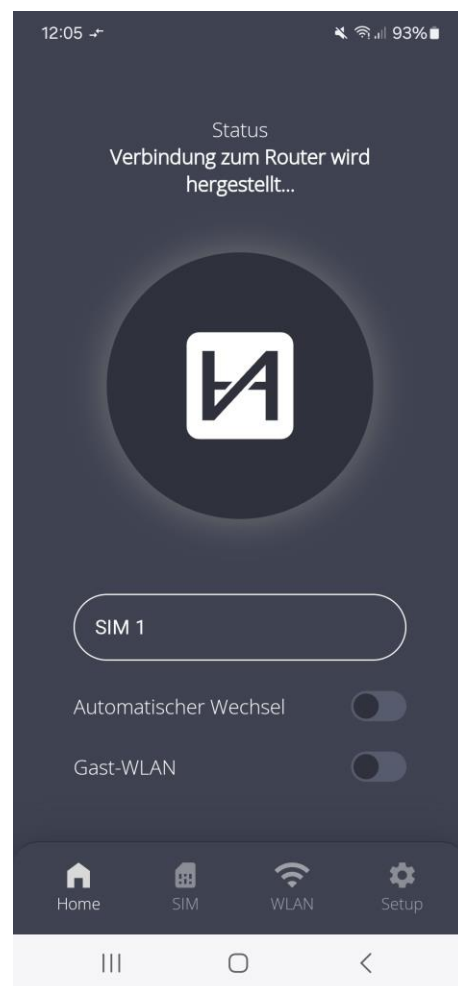 12:05
93%
Status
Verbindung zum Router wird
hergestellt...
SIM 1
Automatischer Wechsel
Gast-WLAN
Home SIM WLAN Setup